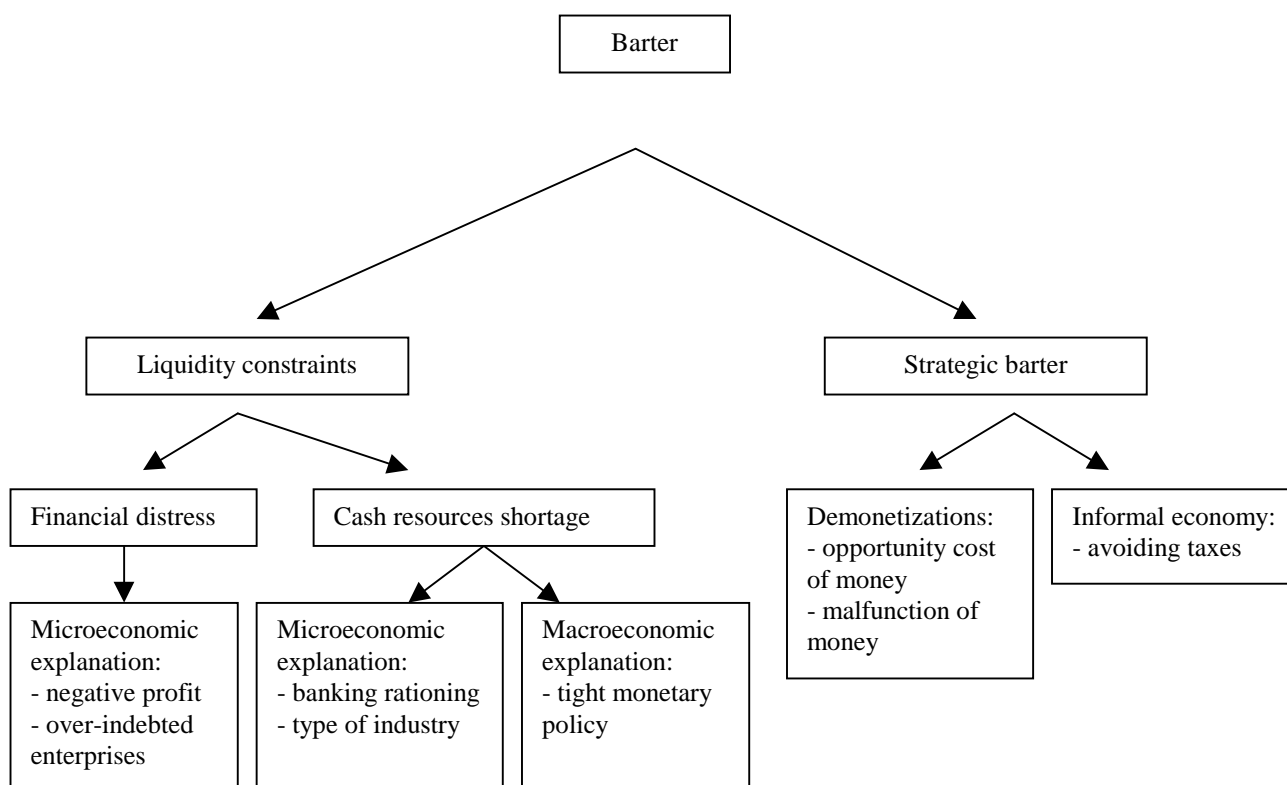 Barter
Liquidity constraints
Strategic barter
Financial distress
Cash resources shortage
Demonetizations:
- opportunity cost
of money
- malfunction of
money
Informal economy:
- avoiding taxes
Microeconomic
explanation:
- negative profit
- over-indebted
enterprises
Microeconomic
explanation:
- banking rationing
- type of industry
Macroeconomic
explanation:
- tight monetary
policy